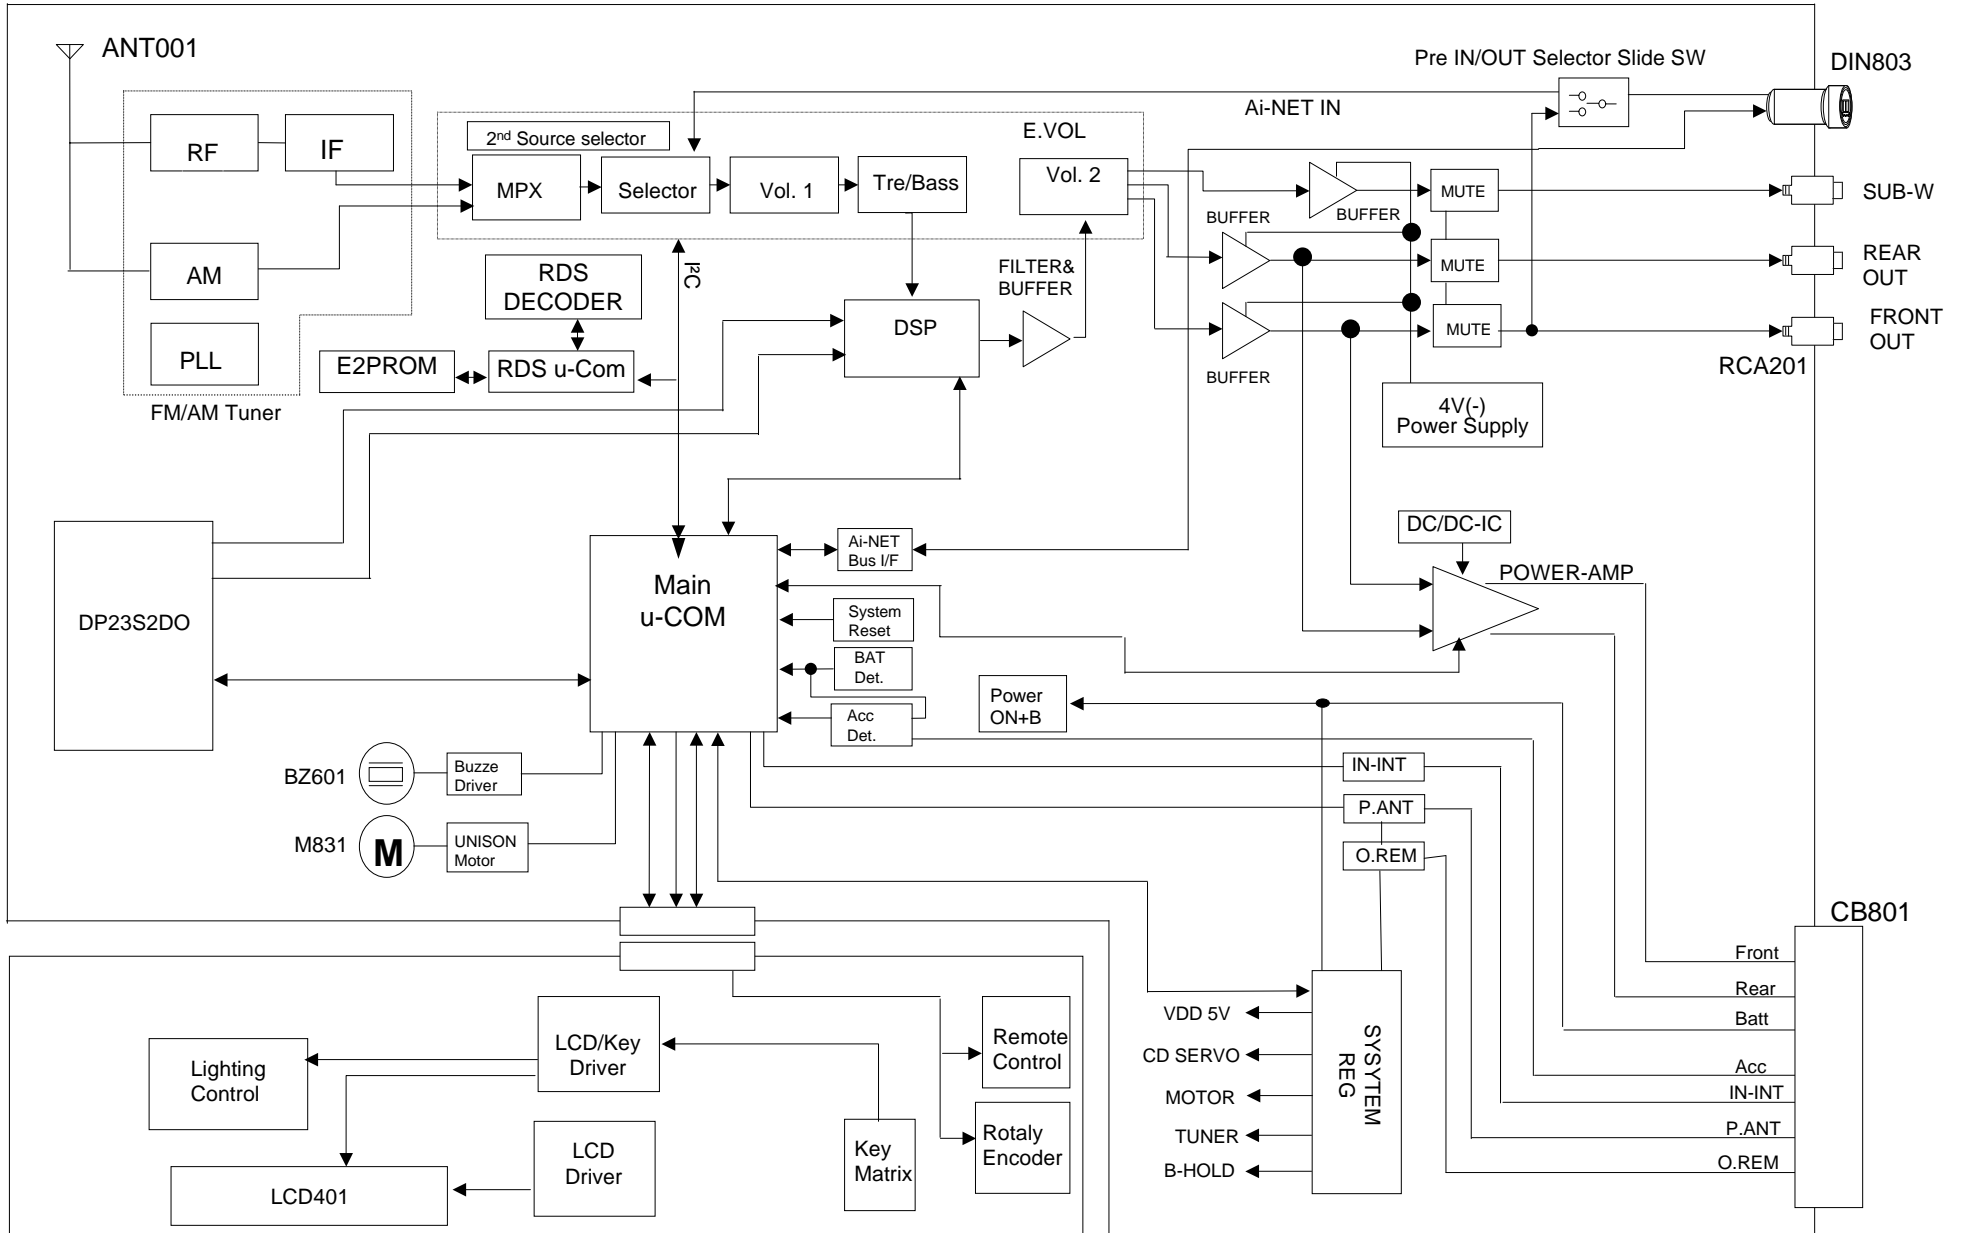 ANT001
Pre IN/OUT Selector Slide SW
DIN803
Ai-NET IN
E.VOL
2nd Source selector
RF
IF
MPX
Selector
Vol. 1
Tre/Bass
Vol. 2
BUFFER
MUTE
SUB-W
AM
I²C
BUFFER
MUTE
REAR
OUT
RDS
DECODER
FILTER&
BUFFER
PLL
E2PROM
RDS u-Com
DSP
BUFFER
MUTE
FRONT
OUT
RCA201
FM/AM Tuner
4V(-)
Power Supply
DP23S2DO
Main
u-COM
Ai-NET
Bus I/F
System
Reset
BAT
Det.
Acc
Det.
DC/DC-IC
POWER-AMP
Power
ON+B
BZ601
Buzze
Driver
IN-INT
P.ANT
O.REM
M831
M
UNISON
Motor
CB801
Front
Rear
Batt
Acc
IN-INT
P.ANT
O.REM
VDD 5V
CD SERVO
MOTOR
TUNER
B-HOLD
SYSYTEM
REG
Lighting
Control
LCD/Key
Driver
Remote
Control
LCD401
LCD
Driver
Key
Matrix
Rotaly
Encoder